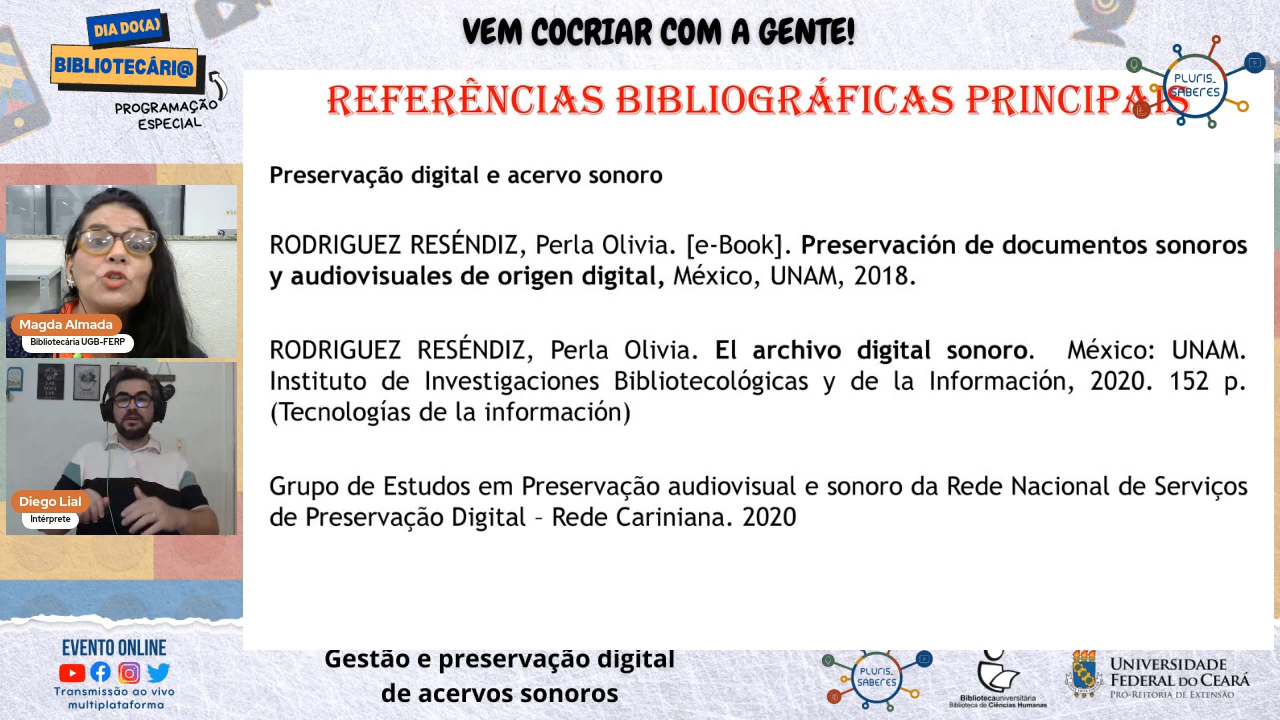 DIA DO(A)
BIBLIOTECÁRI@
PROGRAMAÇÃO
ESPECIAL
VEM COCRIAR COM A GENTE!
PLURIS_
SABERES
REFERÊNCIAS BIBLIOGRÁFICAS PRINCIPAIS
Preservação digital e acervo sonoro
RODRIGUEZ RESÉNDIZ, Perla Olivia. [e-Book]. Preservación de documentos sonoros
y audiovisuales de origen digital, México, UNAM, 2018.
RODRIGUEZ RESÉNDIZ, Perla Olivia. El archivo digital sonoro. México: UNAM.
Instituto de Investigaciones Bibliotecológicas y de la Información, 2020. 152 p.
(Tecnologías de la información)
Grupo de Estudos em Preservação audiovisual e sonoro da Rede Nacional de Serviços
de Preservação Digital – Rede Cariniana. 2020
Magda Almada
Bibliotecária UGB-FERP
Diego Lial
Intérprete
EVENTO ONLINE
Transmissão ao vivo
multiplataforma
Gestão e preservação digital
de acervos sonoros
PLURIS_
SABERES
Bibliotecauniversitária
Biblioteca de Ciências Humanas
UNIVERSIDADE
FEDERAL DO CEARÁ
PRÓ-REITORIA DE EXTENSÃO